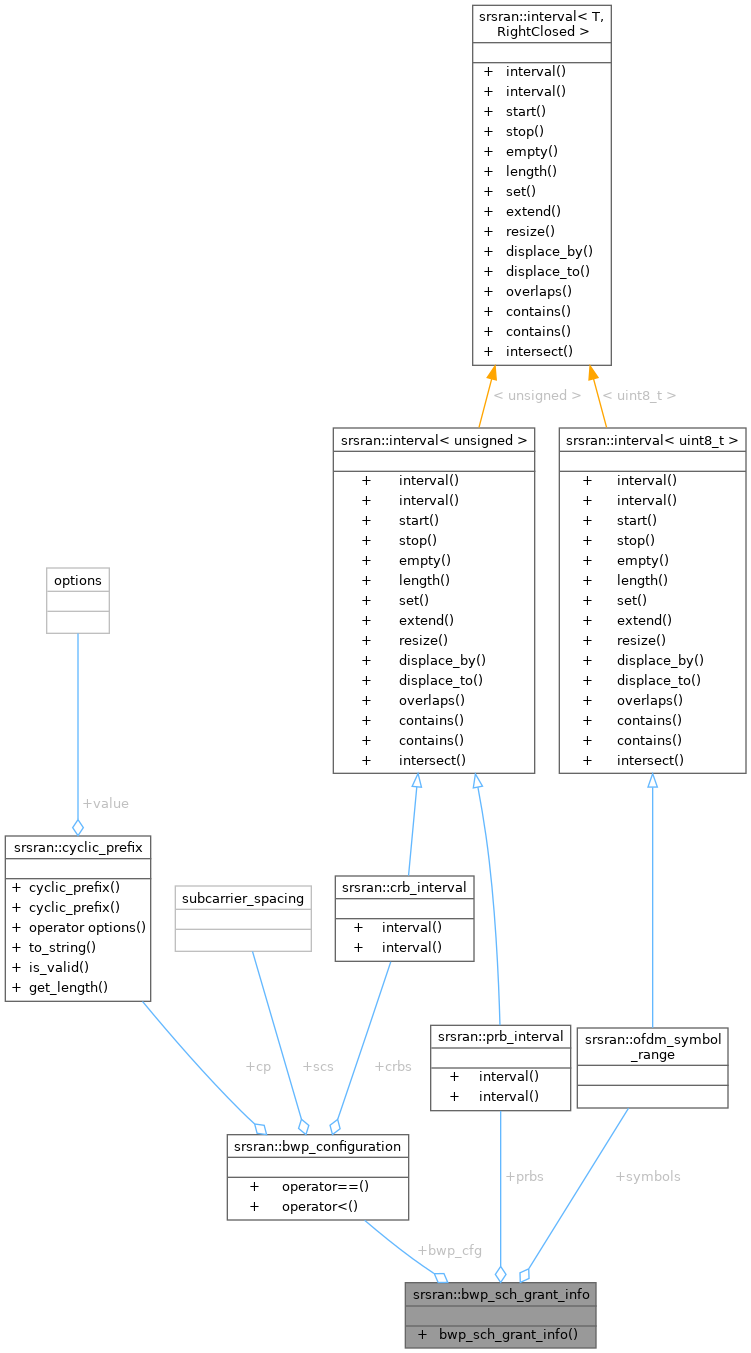 srsran::interval< T,
RightClosed >
+ interval()
+ interval()
+ start()
+ stop()
+ empty()
+ length()
+ set()
+ extend()
+ resize()
+ displace_by()
+ displace_to()
+ overlaps()
+ contains()
+ contains()
+ intersect()
< unsigned >
< uint8_t >
srsran::interval< unsigned >
+ interval()
+ interval()
+ start()
+ stop()
+ empty()
+ length()
+ set()
+ extend()
+ resize()
+ displace_by()
+ displace_to()
+ overlaps()
+ contains()
+ contains()
+ intersect()
srsran::interval< uint8_t >
+ interval()
+ interval()
+ start()
+ stop()
+ empty()
+ length()
+ set()
+ extend()
+ resize()
+ displace_by()
+ displace_to()
+ overlaps()
+ contains()
+ contains()
+ intersect()
options
+value
srsran::cyclic_prefix
+ cyclic_prefix()
+ cyclic_prefix()
+ operator options()
+ to_string()
+ is_valid()
+ get_length()
subcarrier_spacing
srsran::crb_interval
+ interval()
+ interval()
srsran::prb_interval
+ interval()
+ interval()
srsran::ofdm_symbol
_range
+cp
+scs
+crbs
srsran::bwp_configuration
+ operator==()
+ operator<()
+prbs
+symbols
+bwp_cfg
srsran::bwp_sch_grant_info
+ bwp_sch_grant_info()